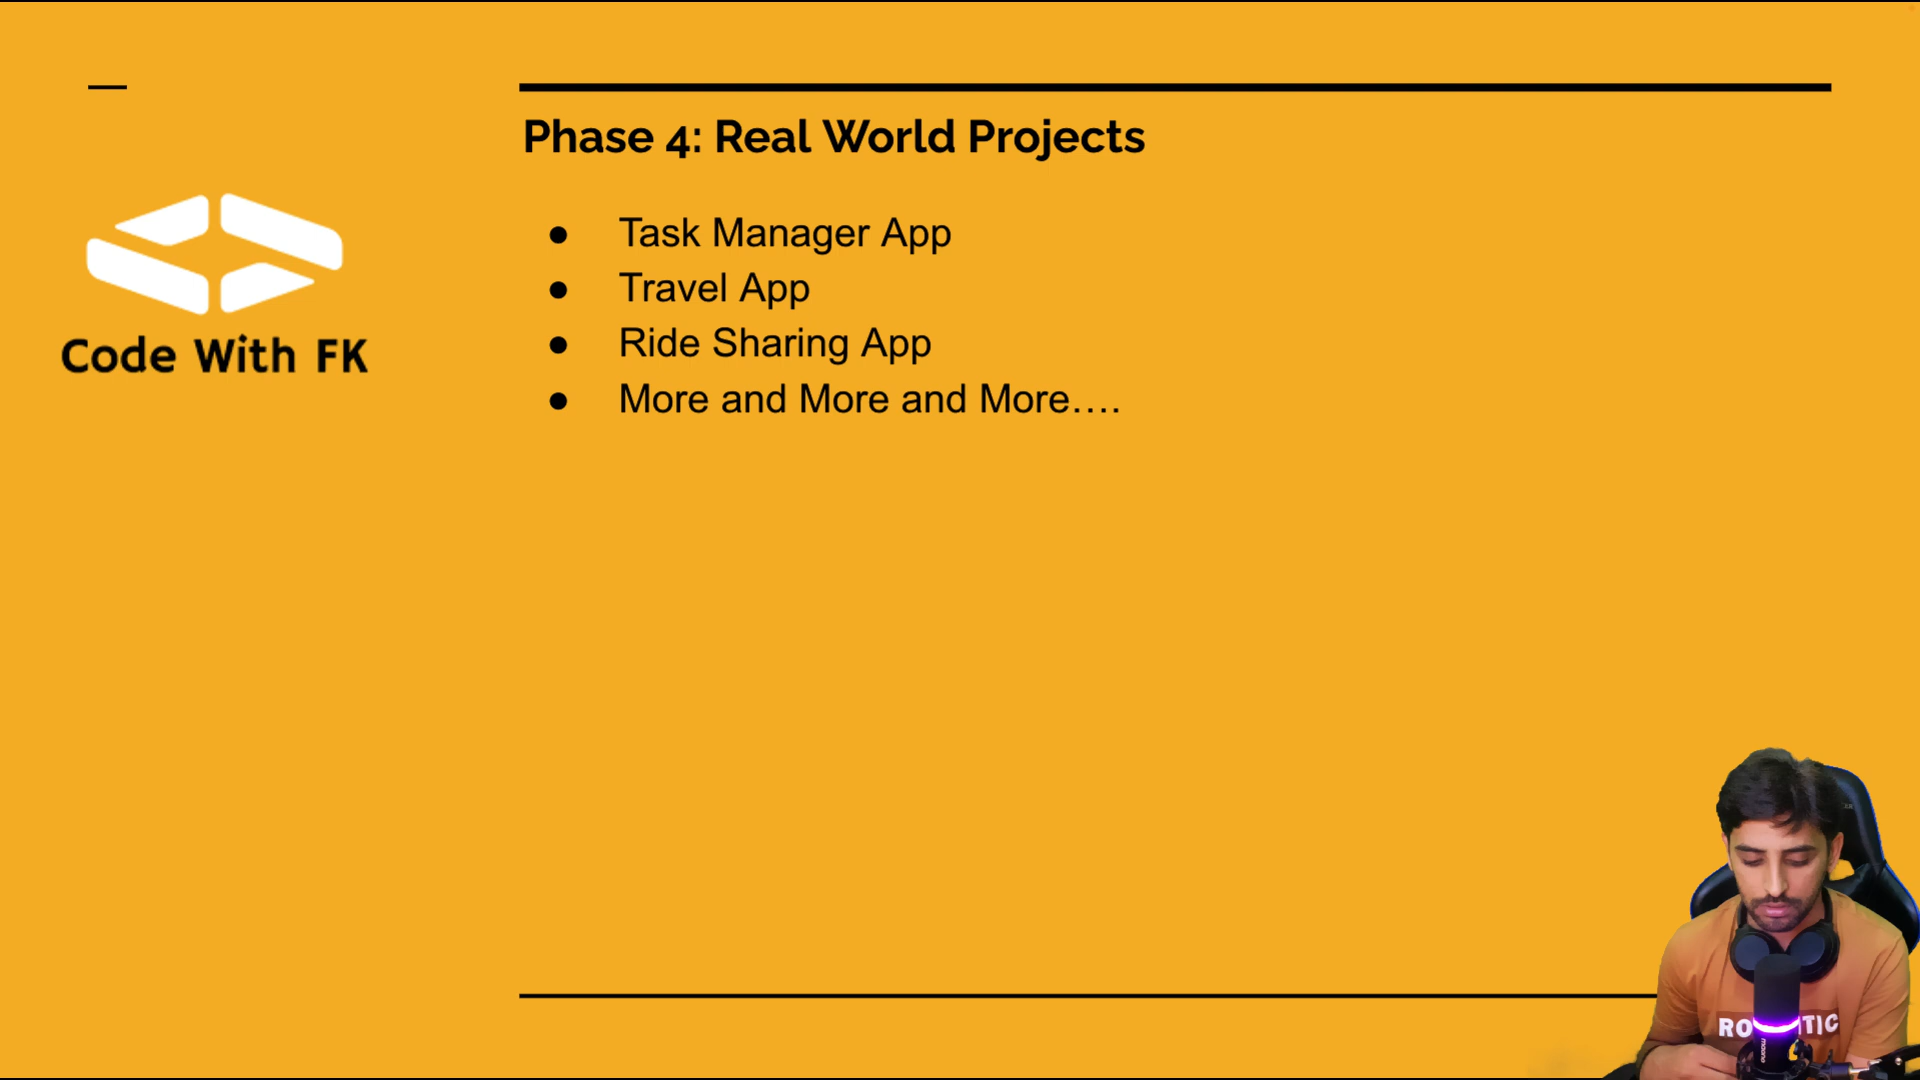 Phase 4: Real World Projects
Code With FK
● Task Manager App
● Travel App
● Ride Sharing App
● More and More and More….
maono